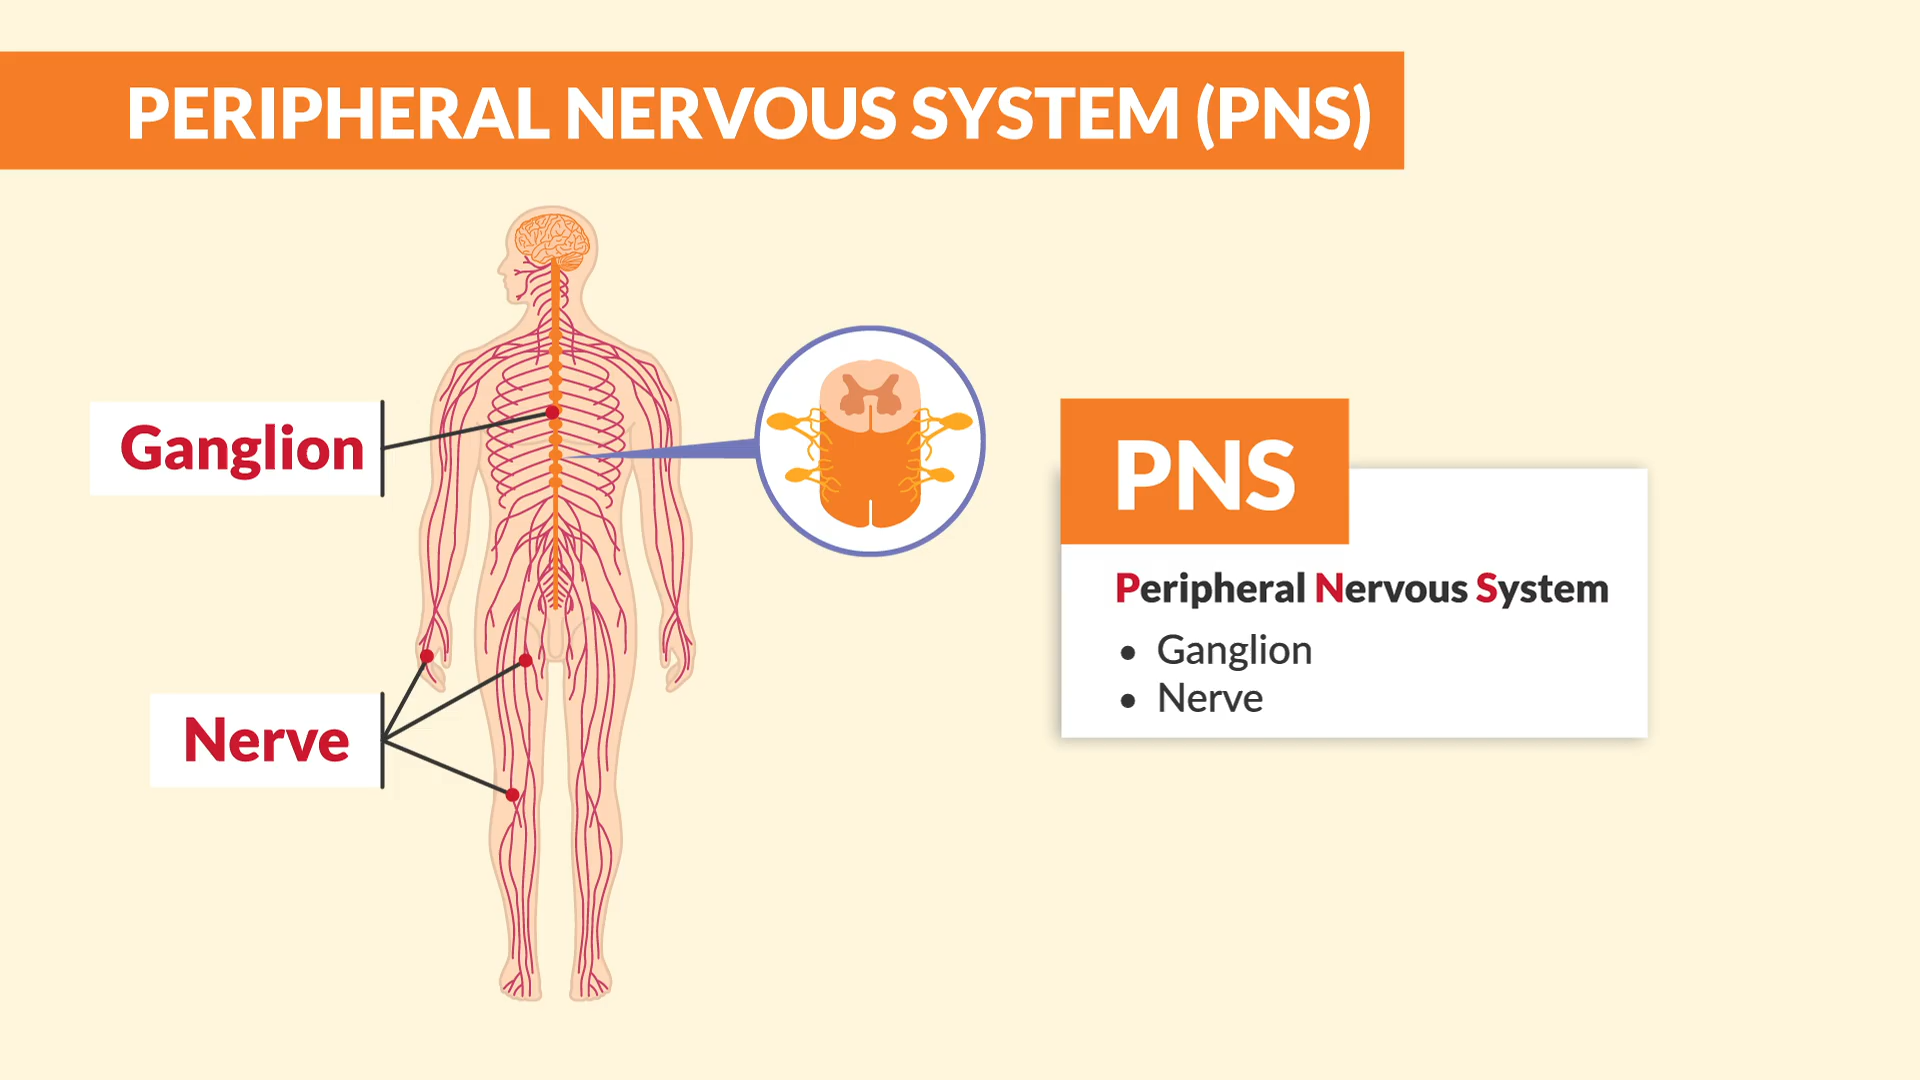 PERIPHERAL NERVOUS SYSTEM (PNS)
Ganglion
Nerve
PNS
Peripheral Nervous System
• Ganglion
• Nerve